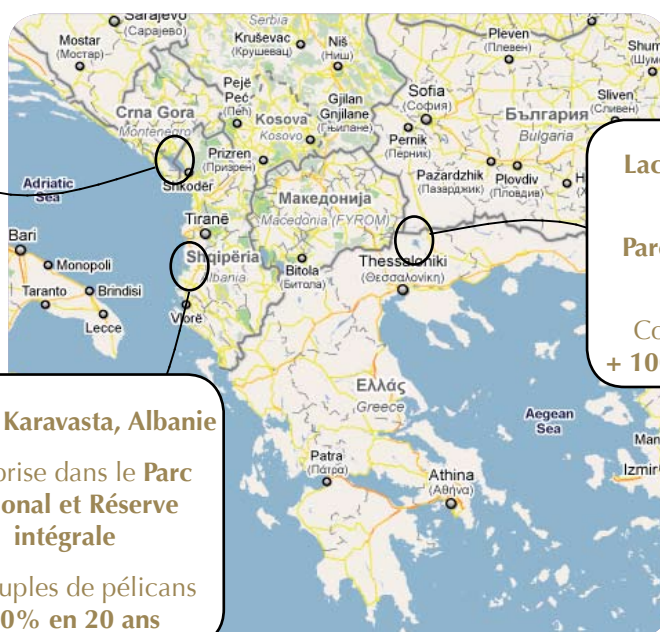 Sarajevo
(Сарајево)
Serbia
Mostar
(Мостар)
Kruševac
(Крушевац)
Niš
(Ниш)
Pleven
(Плевен)
Pejë
Peć
(Пећ)
Gjilan
Gnjilane
(Гњилане)
Sofia
(София)
Sliven
(Сливен)
Crna Gora
Montenegro
Kosova
Kosovo
България
Bulgaria
Pernik
(Перник)
Prizren
(Призрен)
Pazardzhik
(Пазарджик)
Plovdiv
(Пловдив)
Adriatic
Sea
Shkodër
Македонија
Macedonia (FYROM)
Tiranë
Bari
Monopoli
Shqipëria
Albania
Bitola
(Битола)
Thessaloniki
(Θεσσαλονίκη)
Taranto
Brindisi
Lecce
Vlorë
Ελλάς
Greece
Aegean
Sea
Izmir
Patra
(Πάτρα)
Athina
(Αθήνα)
Karavasta, Albanie
prise dans le Parc
onal et Réserve
intégrale
uples de pélicans
0% en 20 ans
Lac
Parc
Co
+ 10